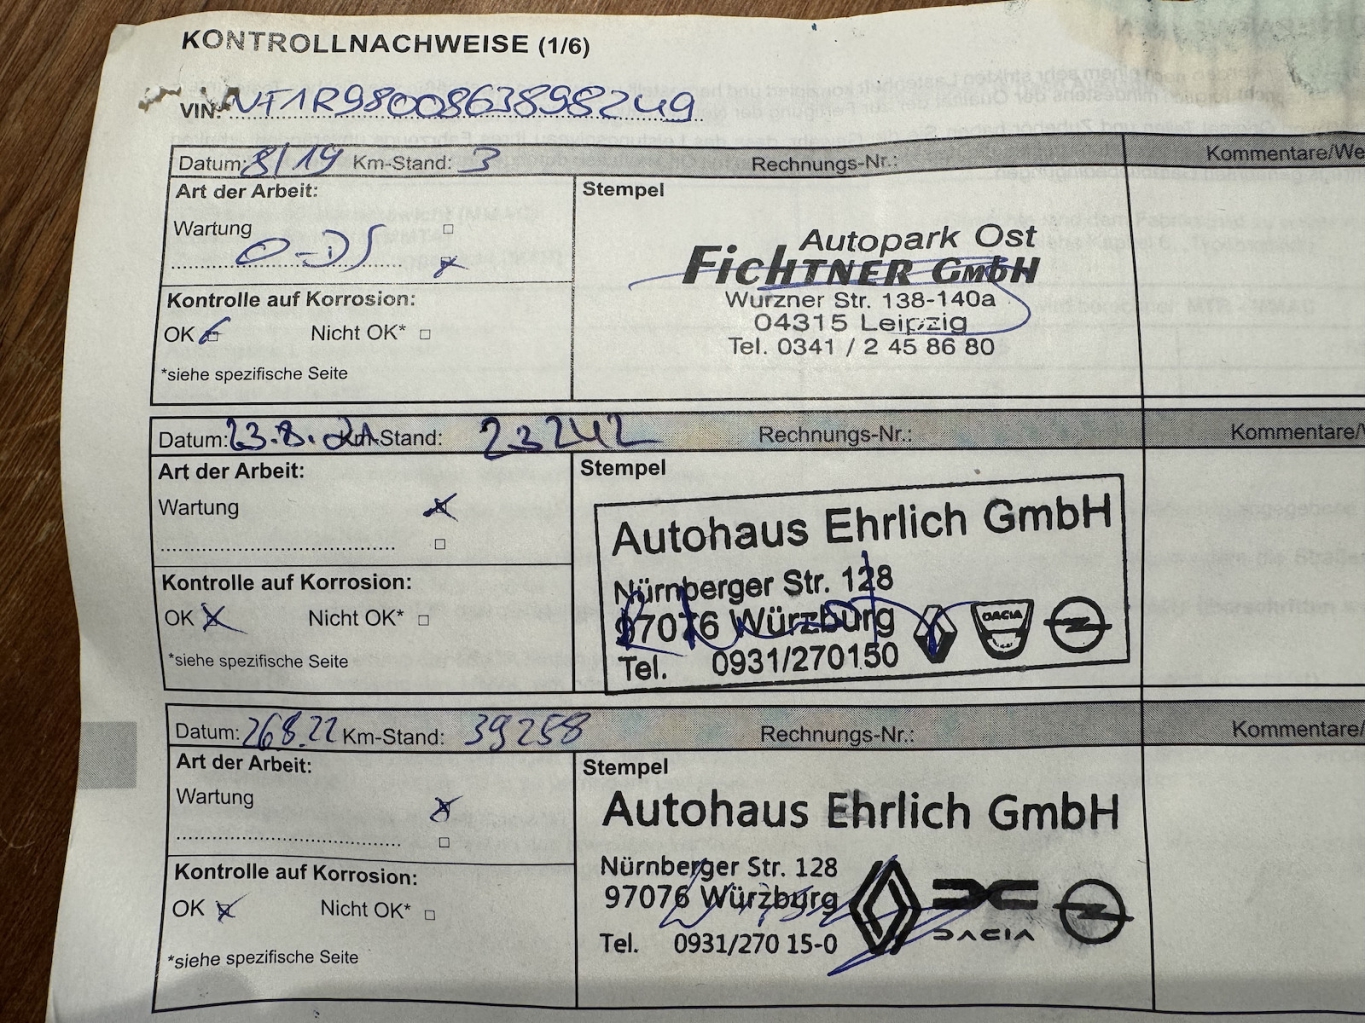 KONTROLLNACHWEISE (1/6)
VIN: VF1R9800863898249
Datum: 8/19 Km-Stand: 3 Rechnungs-Nr.: Kommentare/We
Art der Arbeit: Stempel
Wartung
Autopark Ost
FICHTNER GMBH
Wurzner Str. 138-140a
04315 Leipzig
Tel. 0341 / 2 45 86 80
Kontrolle auf Korrosion:
OK Nicht OK*
*siehe spezifische Seite
Datum: 23.8.21 Km-Stand: 23242 Rechnungs-Nr.: Kommentare/
Art der Arbeit: Stempel
Wartung
Autohaus Ehrlich GmbH
Nürnberger Str. 128
97076 Würzburg
Tel. 0931/270150
DACIA
Kontrolle auf Korrosion:
OK Nicht OK*
*siehe spezifische Seite
Datum: 26.8.22 Km-Stand: 39258 Rechnungs-Nr.: Kommentare/
Art der Arbeit: Stempel
Wartung
Autohaus Ehrlich GmbH
Nürnberger Str. 128
97076 Würzburg
Tel. 0931/270 15-0
DACIA
Kontrolle auf Korrosion:
OK Nicht OK*
*siehe spezifische Seite